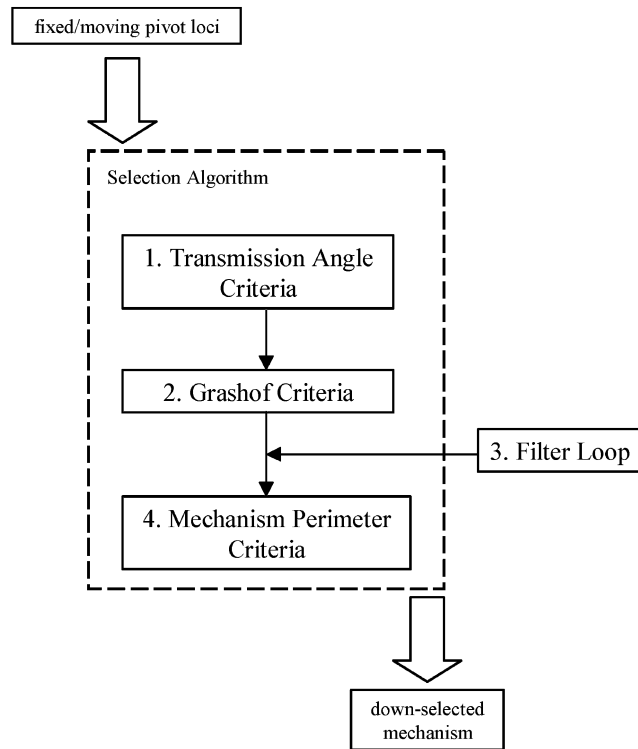 fixed/moving pivot loci
Selection Algorithm
1. Transmission Angle
Criteria
2. Grashof Criteria
3. Filter Loop
4. Mechanism Perimeter
Criteria
down-selected
mechanism